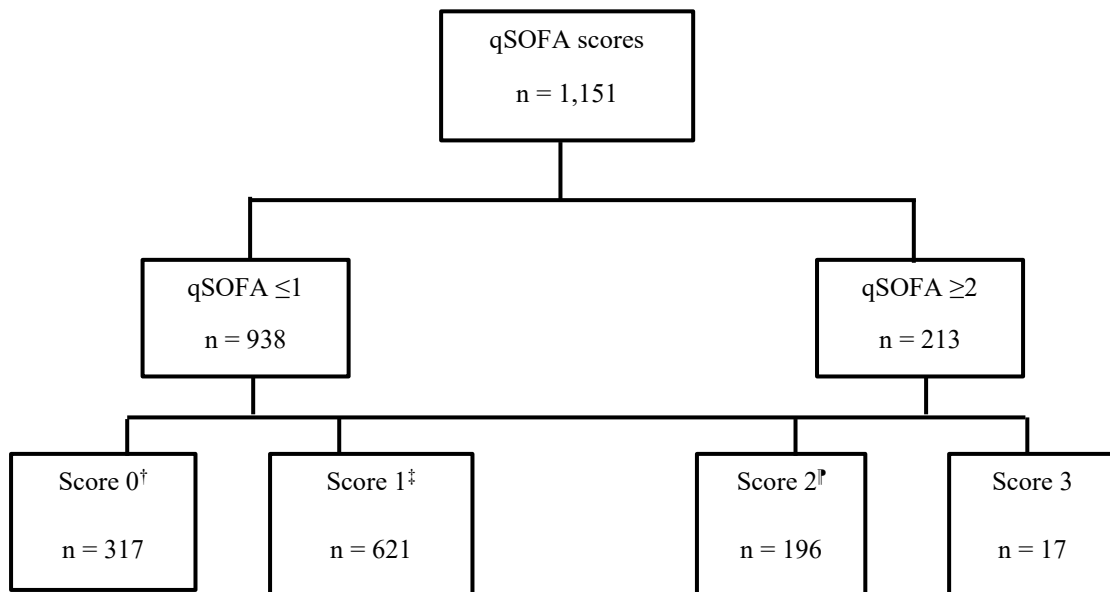 qSOFA scores
n = 1,151
qSOFA ≤1
n = 938
qSOFA ≥2
n = 213
Score 0†
n = 317
Score 1‡
n = 621
Score 2⁋
n = 196
Score 3
n = 17